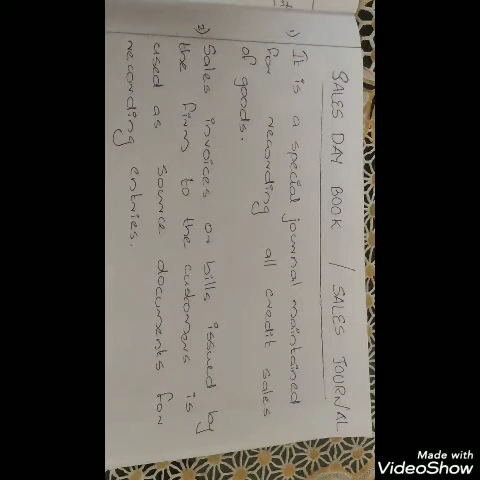 SALES DAY BOOK / SALES JOURNAL
1) It is a special journal maintained
for recording all credit sales
of goods.
2) Sales invoices or bills issued by
the firm to the customers is
used as source documents for
recording entries.
Made with
VideoShow